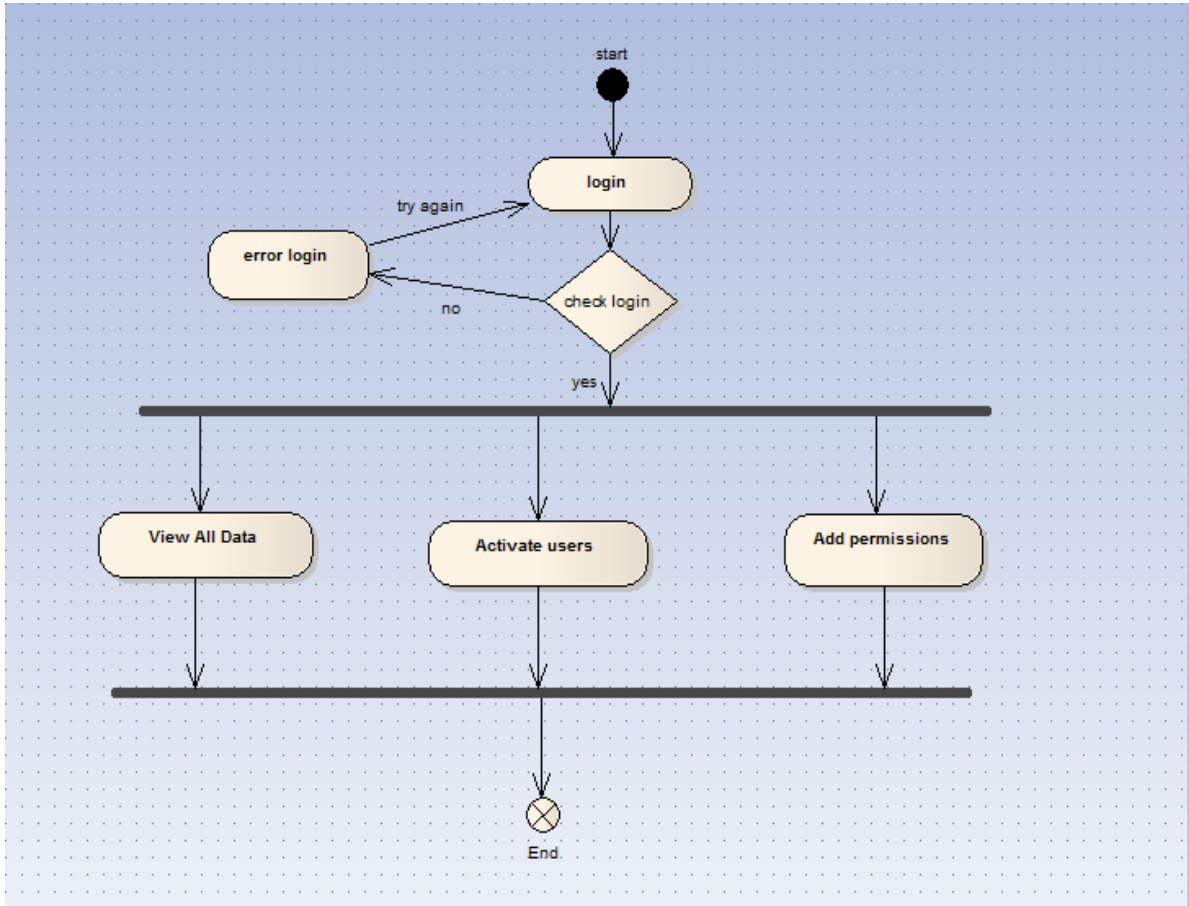 start
login
try again
error login
check login
no
yes
View All Data
Activate users
Add permissions
End